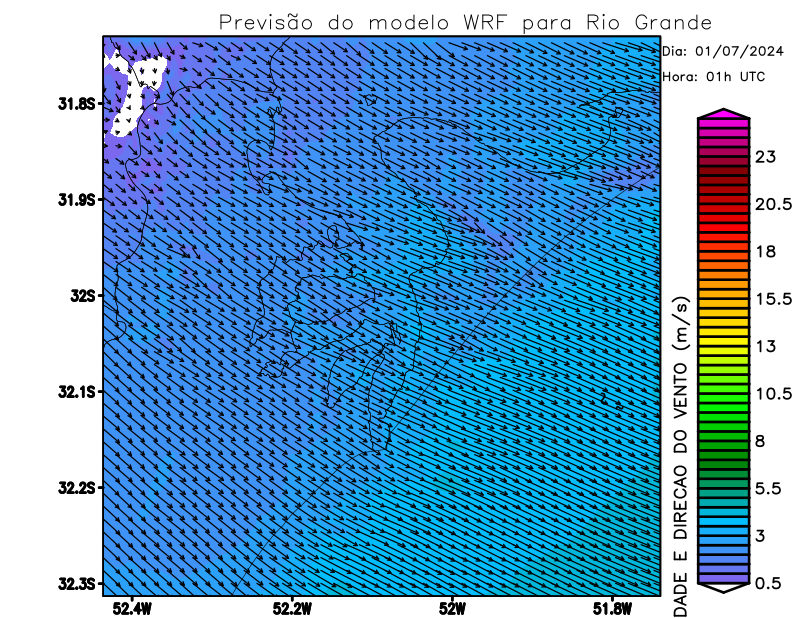 Previsão do modelo WRF para Rio Grande
Dia: 01/07/2024
Hora: 01h UTC
31.8S
31.9S
32S
32.1S
32.2S
32.3S
52.4W
52.2W
52W
51.8W
23
20.5
18
15.5
13
10.5
8
5.5
3
0.5
DADE E DIRECAO DO VENTO (m/s)